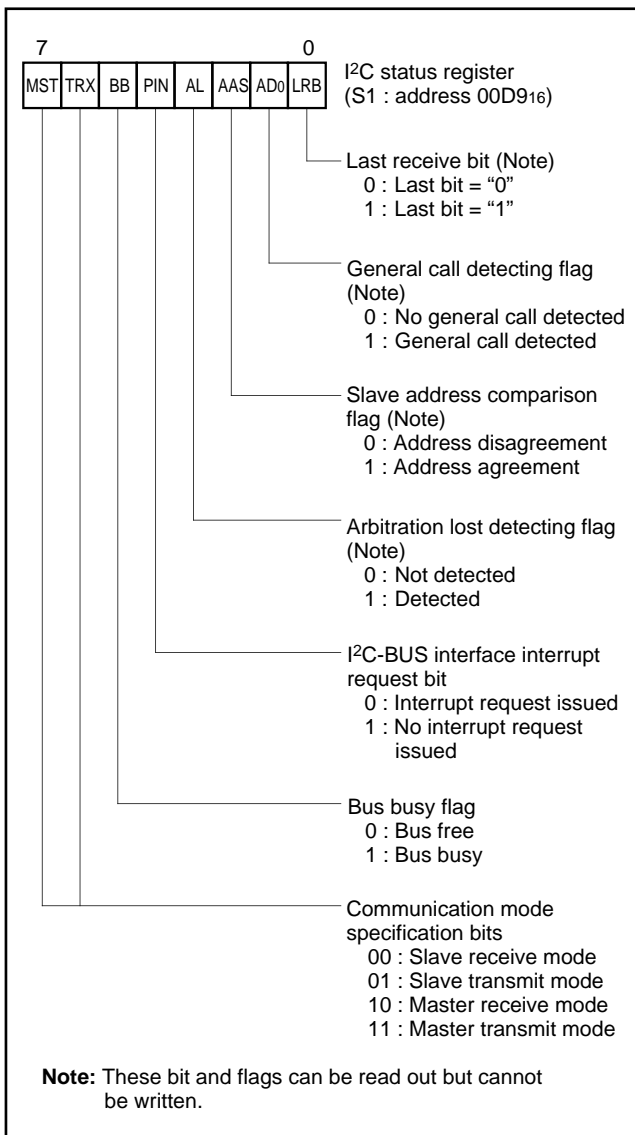 7 0
MST TRX BB PIN AL AAS AD0 LRB
I2C status register
(S1 : address 00D916)
Last receive bit (Note)
0 : Last bit = “0”
1 : Last bit = “1”
General call detecting flag
(Note)
0 : No general call detected
1 : General call detected
Slave address comparison
flag (Note)
0 : Address disagreement
1 : Address agreement
Arbitration lost detecting flag
(Note)
0 : Not detected
1 : Detected
I2C-BUS interface interrupt
request bit
0 : Interrupt request issued
1 : No interrupt request
issued
Bus busy flag
0 : Bus free
1 : Bus busy
Communication mode
specification bits
00 : Slave receive mode
01 : Slave transmit mode
10 : Master receive mode
11 : Master transmit mode
Note: These bit and flags can be read out but cannot
be written.